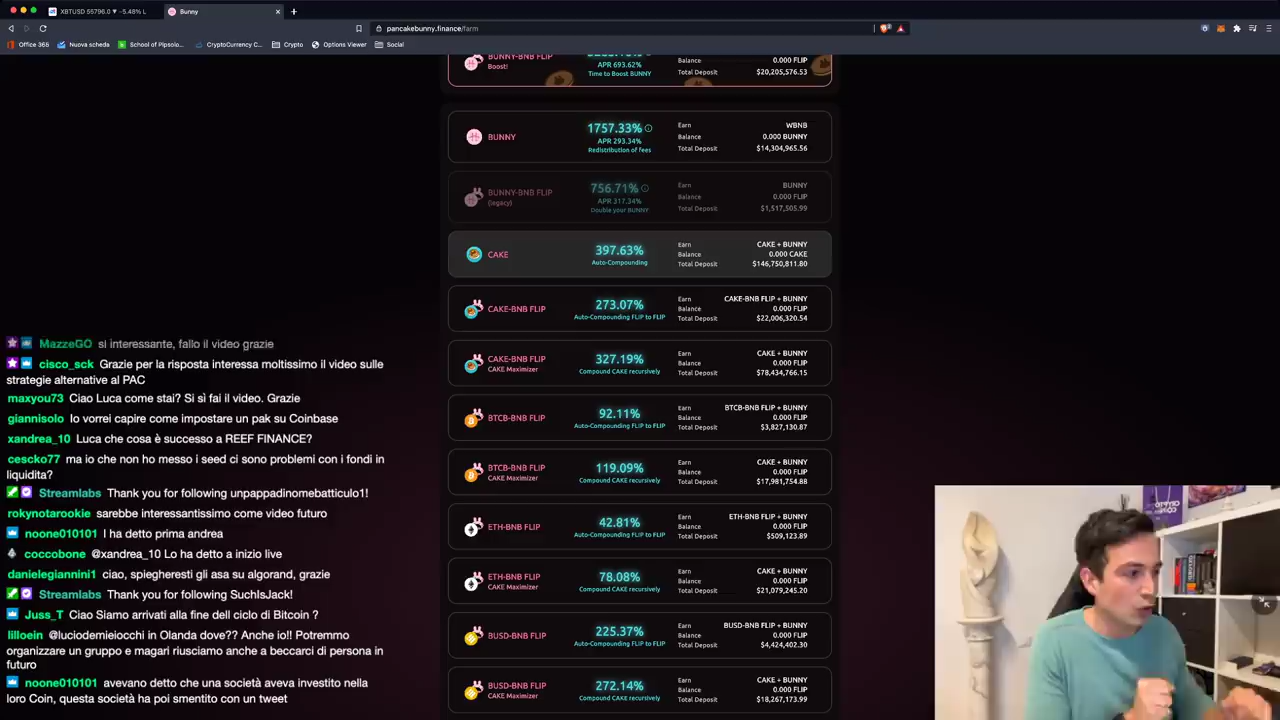 XBTUSD 55796.0 ▼ -5.48% L
Bunny
pancakebunny.finance/farm
Office 365
Nuova scheda
School of Pipsolo...
CryptoCurrency C...
Crypto
Options Viewer
Social
BUNNY-BNB FLIP
Boost!
APR 693.62%
Time to Boost BUNNY
Balance
0.000 FLIP
Total Deposit
$20,205,576.53
BUNNY
1757.33%
APR 293.34%
Redistribution of fees
Earn
WBNB
Balance
0.000 BUNNY
Total Deposit
$14,304,965.56
BUNNY-BNB FLIP
(legacy)
756.71%
APR 317.34%
Double your BUNNY
Earn
BUNNY
Balance
0.000 FLIP
Total Deposit
$1,517,505.99
CAKE
397.63%
Auto-Compounding
Earn
CAKE + BUNNY
Balance
0.000 CAKE
Total Deposit
$146,750,811.80
CAKE-BNB FLIP
273.07%
Auto-Compounding FLIP to FLIP
Earn
CAKE-BNB FLIP + BUNNY
Balance
0.000 FLIP
Total Deposit
$22,006,320.54
CAKE-BNB FLIP
CAKE Maximizer
327.19%
Compound CAKE recursively
Earn
CAKE + BUNNY
Balance
0.000 FLIP
Total Deposit
$78,434,766.15
BTCB-BNB FLIP
92.11%
Auto-Compounding FLIP to FLIP
Earn
BTCB-BNB FLIP + BUNNY
Balance
0.000 FLIP
Total Deposit
$3,827,130.87
BTCB-BNB FLIP
CAKE Maximizer
119.09%
Compound CAKE recursively
Earn
CAKE + BUNNY
Balance
0.000 FLIP
Total Deposit
$17,981,754.88
ETH-BNB FLIP
42.81%
Auto-Compounding FLIP to FLIP
Earn
ETH-BNB FLIP + BUNNY
Balance
0.000 FLIP
Total Deposit
$509,123.89
ETH-BNB FLIP
CAKE Maximizer
78.08%
Compound CAKE recursively
Earn
CAKE + BUNNY
Balance
0.000 FLIP
Total Deposit
$21,079,245.20
BUSD-BNB FLIP
225.37%
Auto-Compounding FLIP to FLIP
Earn
BUSD-BNB FLIP + BUNNY
Balance
0.000 FLIP
Total Deposit
$4,424,402.30
BUSD-BNB FLIP
CAKE Maximizer
272.14%
Compound CAKE recursively
Earn
CAKE + BUNNY
Balance
0.000 FLIP
Total Deposit
$18,267,173.99
MazzeGO si interessante, fallo il video grazie
cisco_sck Grazie per la risposta interessa moltissimo il video sulle
strategie alternative al PAC
maxyou73 Ciao Luca come stai? Si sì fai il video. Grazie
giannisolo Io vorrei capire come impostare un pak su Coinbase
xandrea_10 Luca che cosa è successo a REEF FINANCE?
cescko77 ma io che non ho messo i seed ci sono problemi con i fondi in
liquidita?
Streamlabs Thank you for following unpappadinomebatticulo1!
rokynotarookie sarebbe interessantissimo come video futuro
noone010101 l ha detto prima andrea
coccobone @xandrea_10 Lo ha detto a inizio live
danielegiannini1 ciao, spiegheresti gli asa su algorand, grazie
Streamlabs Thank you for following SuchIsJack!
Juss_T Ciao Siamo arrivati alla fine del ciclo di Bitcoin ?
lilloein @luciodemieiocchi in Olanda dove?? Anche io!! Potremmo
organizzare un gruppo e magari riusciamo anche a beccarci di persona in
futuro
noone010101 avevano detto che una società aveva investito nella
loro Coin, questa società ha poi smentito con un tweet